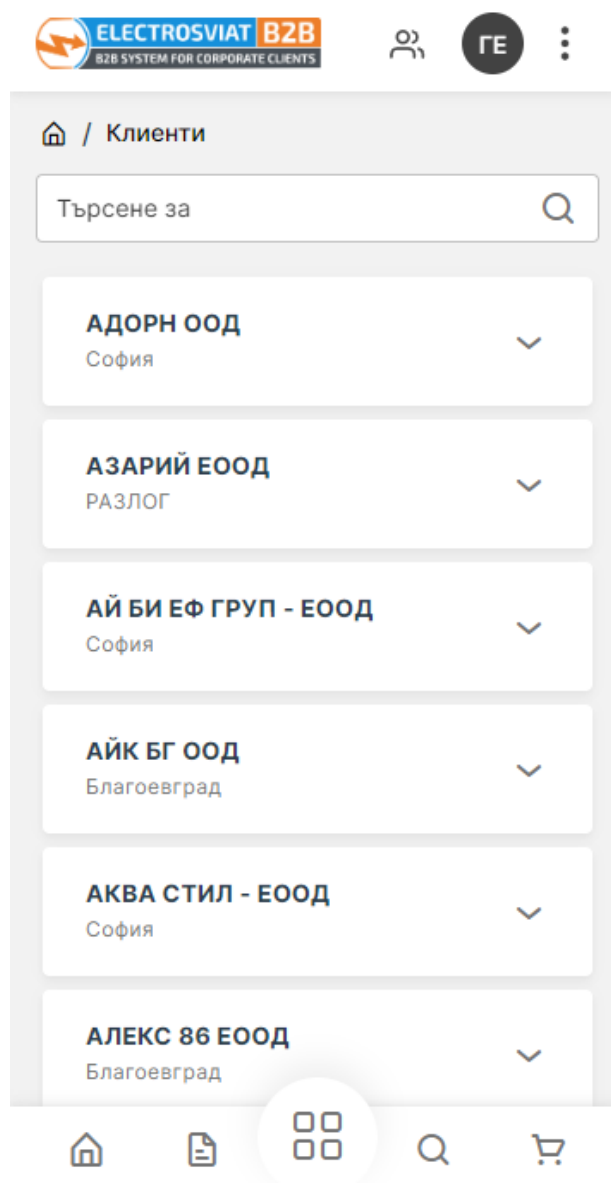 ELECTROSVIAT B2B
B2B SYSTEM FOR CORPORATE CLIENTS
ГЕ
/ Клиенти
Търсене за
АДОРН ООД
София
АЗАРИЙ ЕООД
РАЗЛОГ
АЙ БИ ЕФ ГРУП - ЕООД
София
АЙК БГ ООД
Благоевград
АКВА СТИЛ - ЕООД
София
АЛЕКС 86 ЕООД
Благоевград